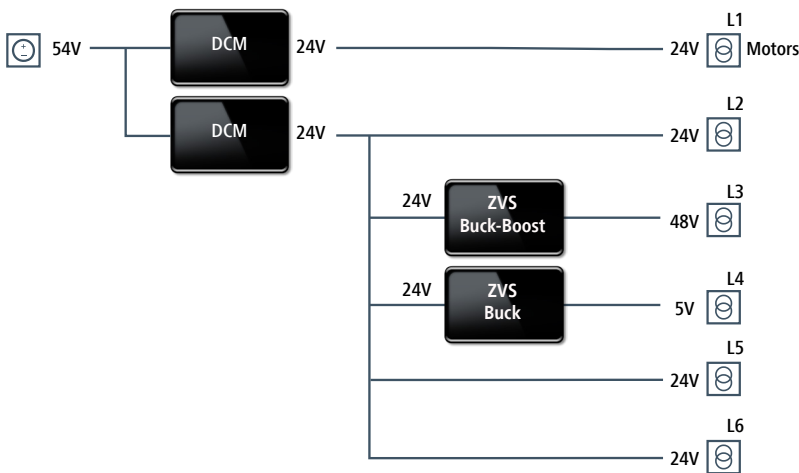 L1
54V
DCM
24V
24V
Motors
L2
DCM
24V
24V
L3
24V
ZVS
Buck-Boost
48V
L4
24V
ZVS
Buck
5V
L5
24V
L6
24V